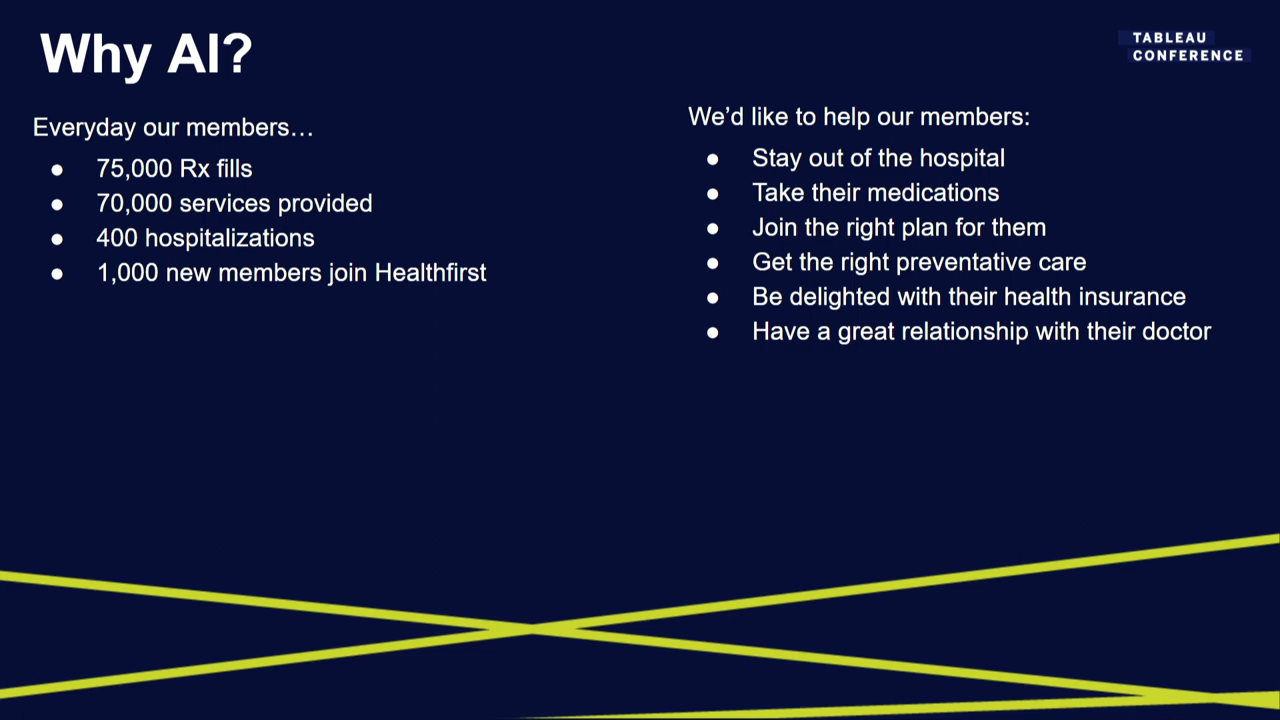 Why AI?
TABLEAU
CONFERENCE
Everyday our members…
● 75,000 Rx fills
● 70,000 services provided
● 400 hospitalizations
● 1,000 new members join Healthfirst
We’d like to help our members:
● Stay out of the hospital
● Take their medications
● Join the right plan for them
● Get the right preventative care
● Be delighted with their health insurance
● Have a great relationship with their doctor